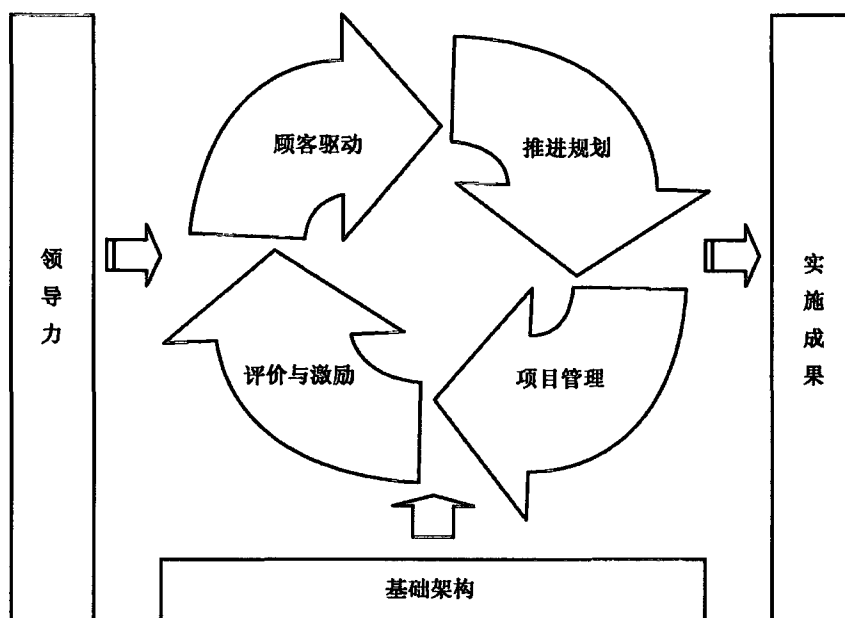 顾客驱动
推进规划
领导力
实施成果
评价与激励
项目管理
基础架构